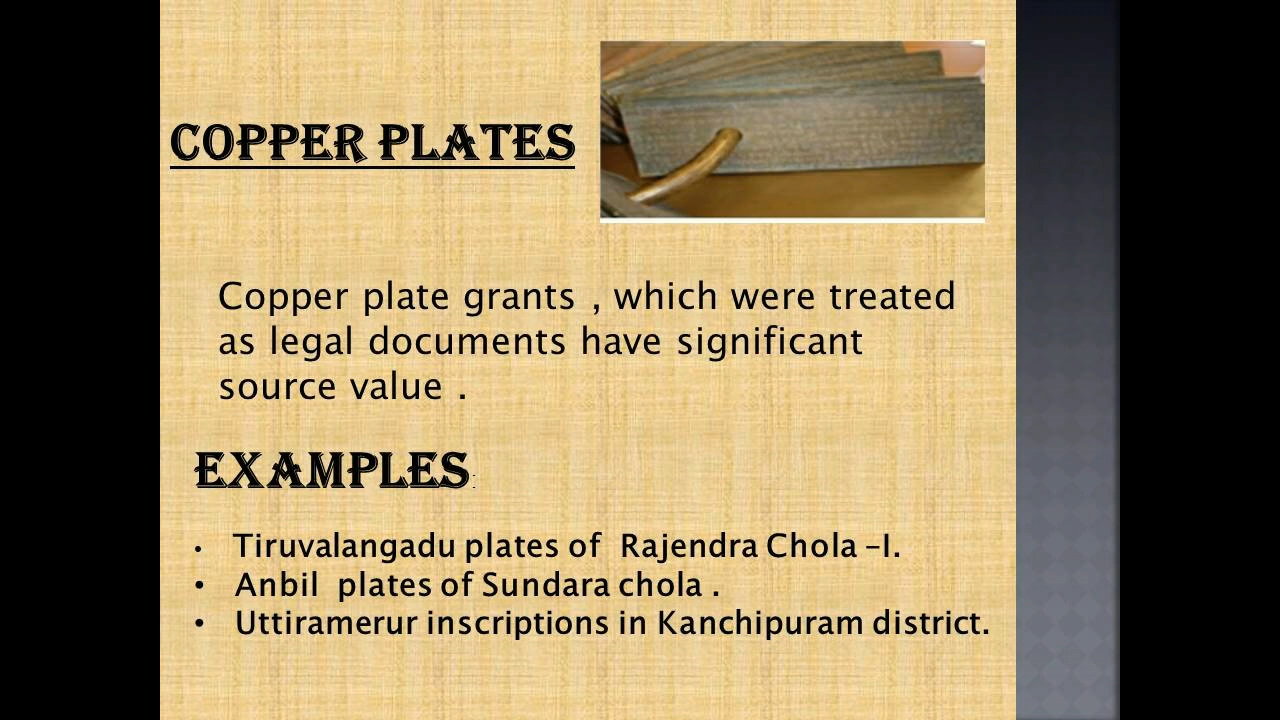 COPPER PLATES
Copper plate grants , which were treated
as legal documents have significant
source value .
EXAMPLES:
• Tiruvalangadu plates of Rajendra Chola –I.
• Anbil plates of Sundara chola .
• Uttiramerur inscriptions in Kanchipuram district.